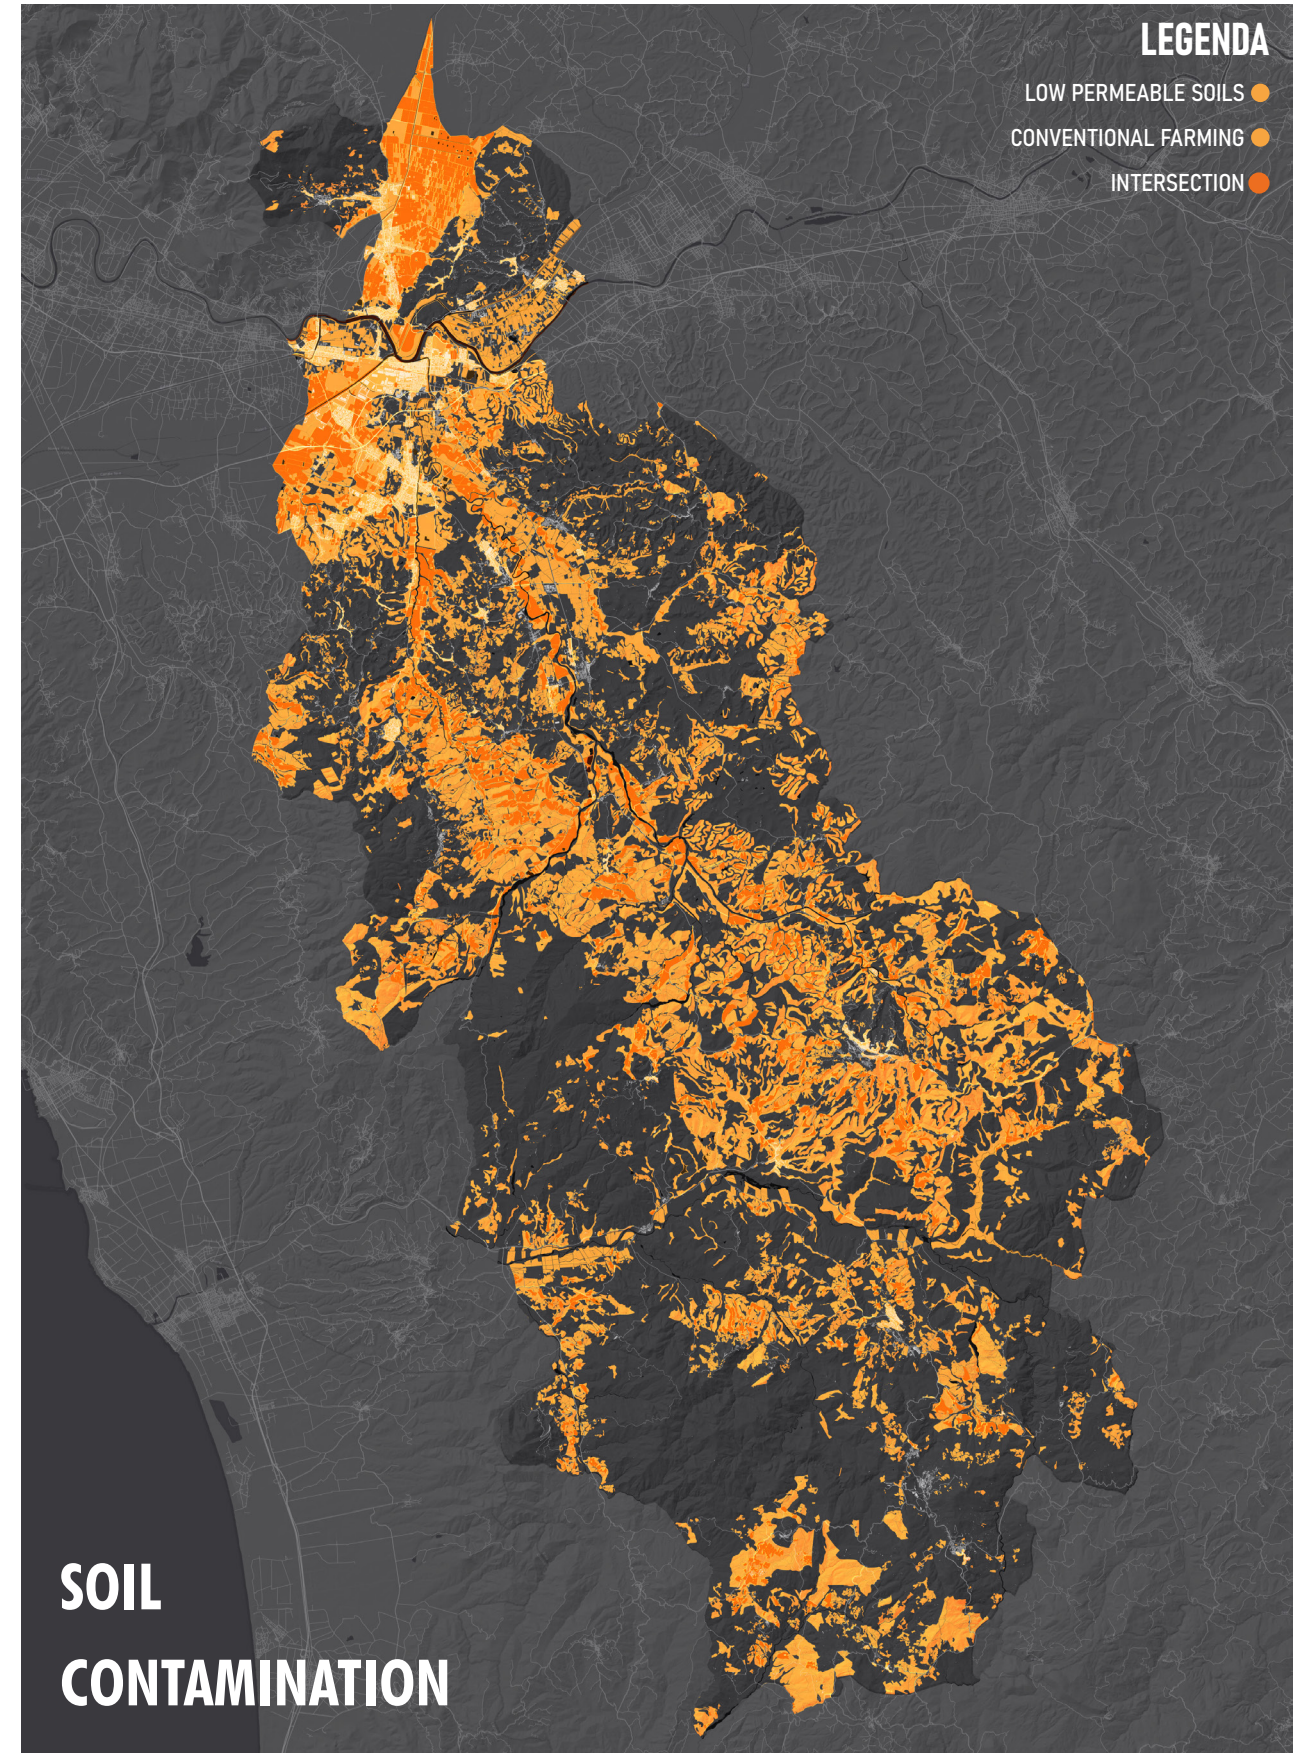 LEGENDA
LOW PERMEABLE SOILS
CONVENTIONAL FARMING
INTERSECTION
SOIL
CONTAMINATION